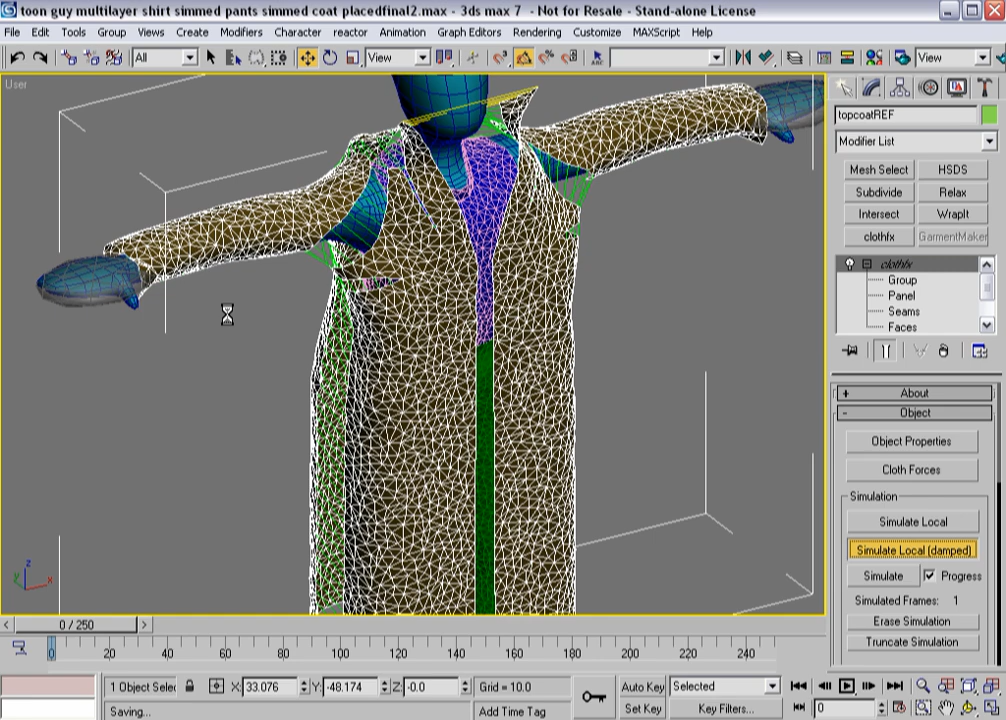 toon guy multilayer shirt simmed pants simmed coat placedfinal2.max - 3ds max 7 - Not for Resale - Stand-alone License
File Edit Tools Group Views Create Modifiers Character reactor Animation Graph Editors Rendering Customize MAXScript Help
All View View
User
topcoatREF
Modifier List
Mesh Select HSDS
Subdivide Relax
Intersect WrapIt
clothfx GarmentMaker
clothfx
Group
Panel
Seams
Faces
+ About
- Object
Object Properties
Cloth Forces
Simulation
Simulate Local
Simulate Local (damped)
Simulate Progress
Simulated Frames: 1
Erase Simulation
Truncate Simulation
z
y x
< 0 / 250 >
0 20 40 60 80 100 120 140 160 180 200 220 240
1 Object Selec X: 33.076 Y: -48.174 Z: -0.0 Grid = 10.0 Auto Key Selected
Saving... Add Time Tag Set Key Key Filters... 0